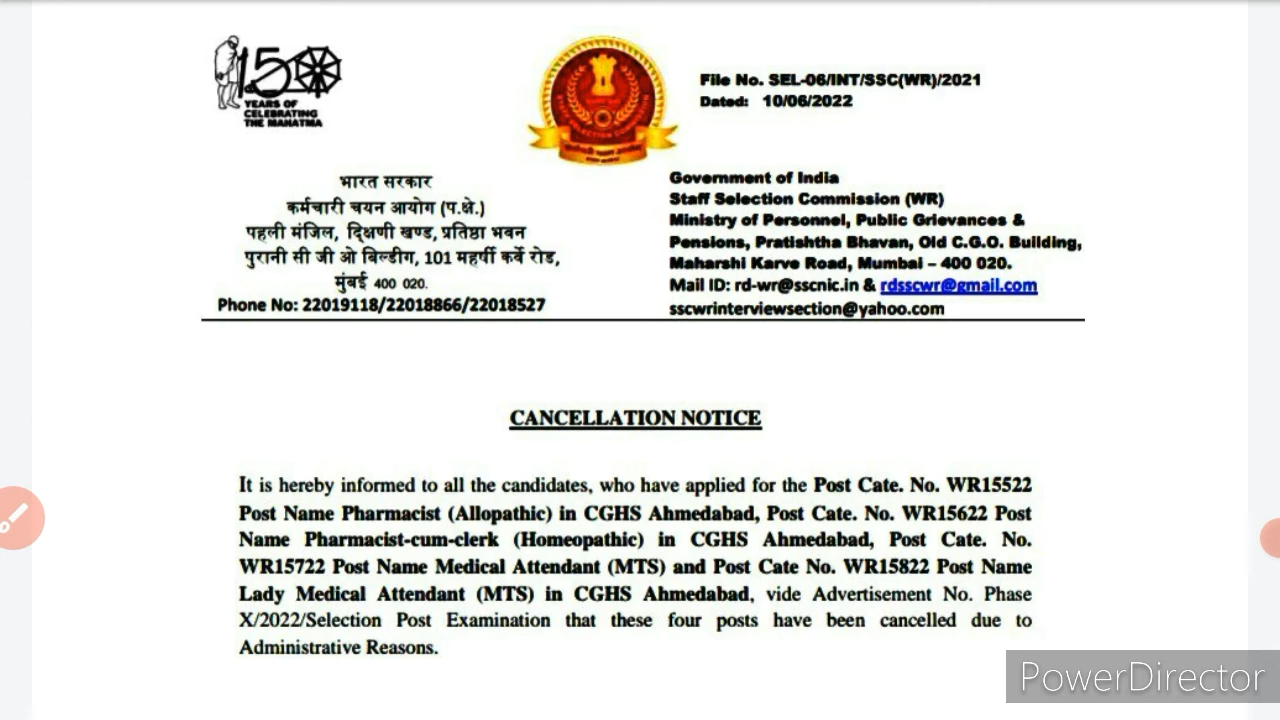 150
YEARS OF
CELEBRATING
THE MAHATMA
File No. SEL-06/INT/SSC(WR)/2021
Dated: 10/06/2022
भारत सरकार
कर्मचारी चयन आयोग (प.क्षे.)
पहली मंजिल, दक्षिणी खण्ड, प्रतिष्ठा भवन
पुरानी सी जी ओ बिल्डींग, 101 महर्षी कर्वे रोड,
मुंबई 400 020.
Phone No: 22019118/22018866/22018527
Government of India
Staff Selection Commission (WR)
Ministry of Personnel, Public Grievances &
Pensions, Pratishtha Bhavan, Old C.G.O. Building,
Maharshi Karve Road, Mumbai – 400 020.
Mail ID: rd-wr@sscnic.in & rdsscwr@gmail.com
sscwrinterviewsection@yahoo.com
CANCELLATION NOTICE
It is hereby informed to all the candidates, who have applied for the Post Cate. No. WR15522
Post Name Pharmacist (Allopathic) in CGHS Ahmedabad, Post Cate. No. WR15622 Post
Name Pharmacist-cum-clerk (Homeopathic) in CGHS Ahmedabad, Post Cate. No.
WR15722 Post Name Medical Attendant (MTS) and Post Cate No. WR15822 Post Name
Lady Medical Attendant (MTS) in CGHS Ahmedabad, vide Advertisement No. Phase
X/2022/Selection Post Examination that these four posts have been cancelled due to
Administrative Reasons.
PowerDirector